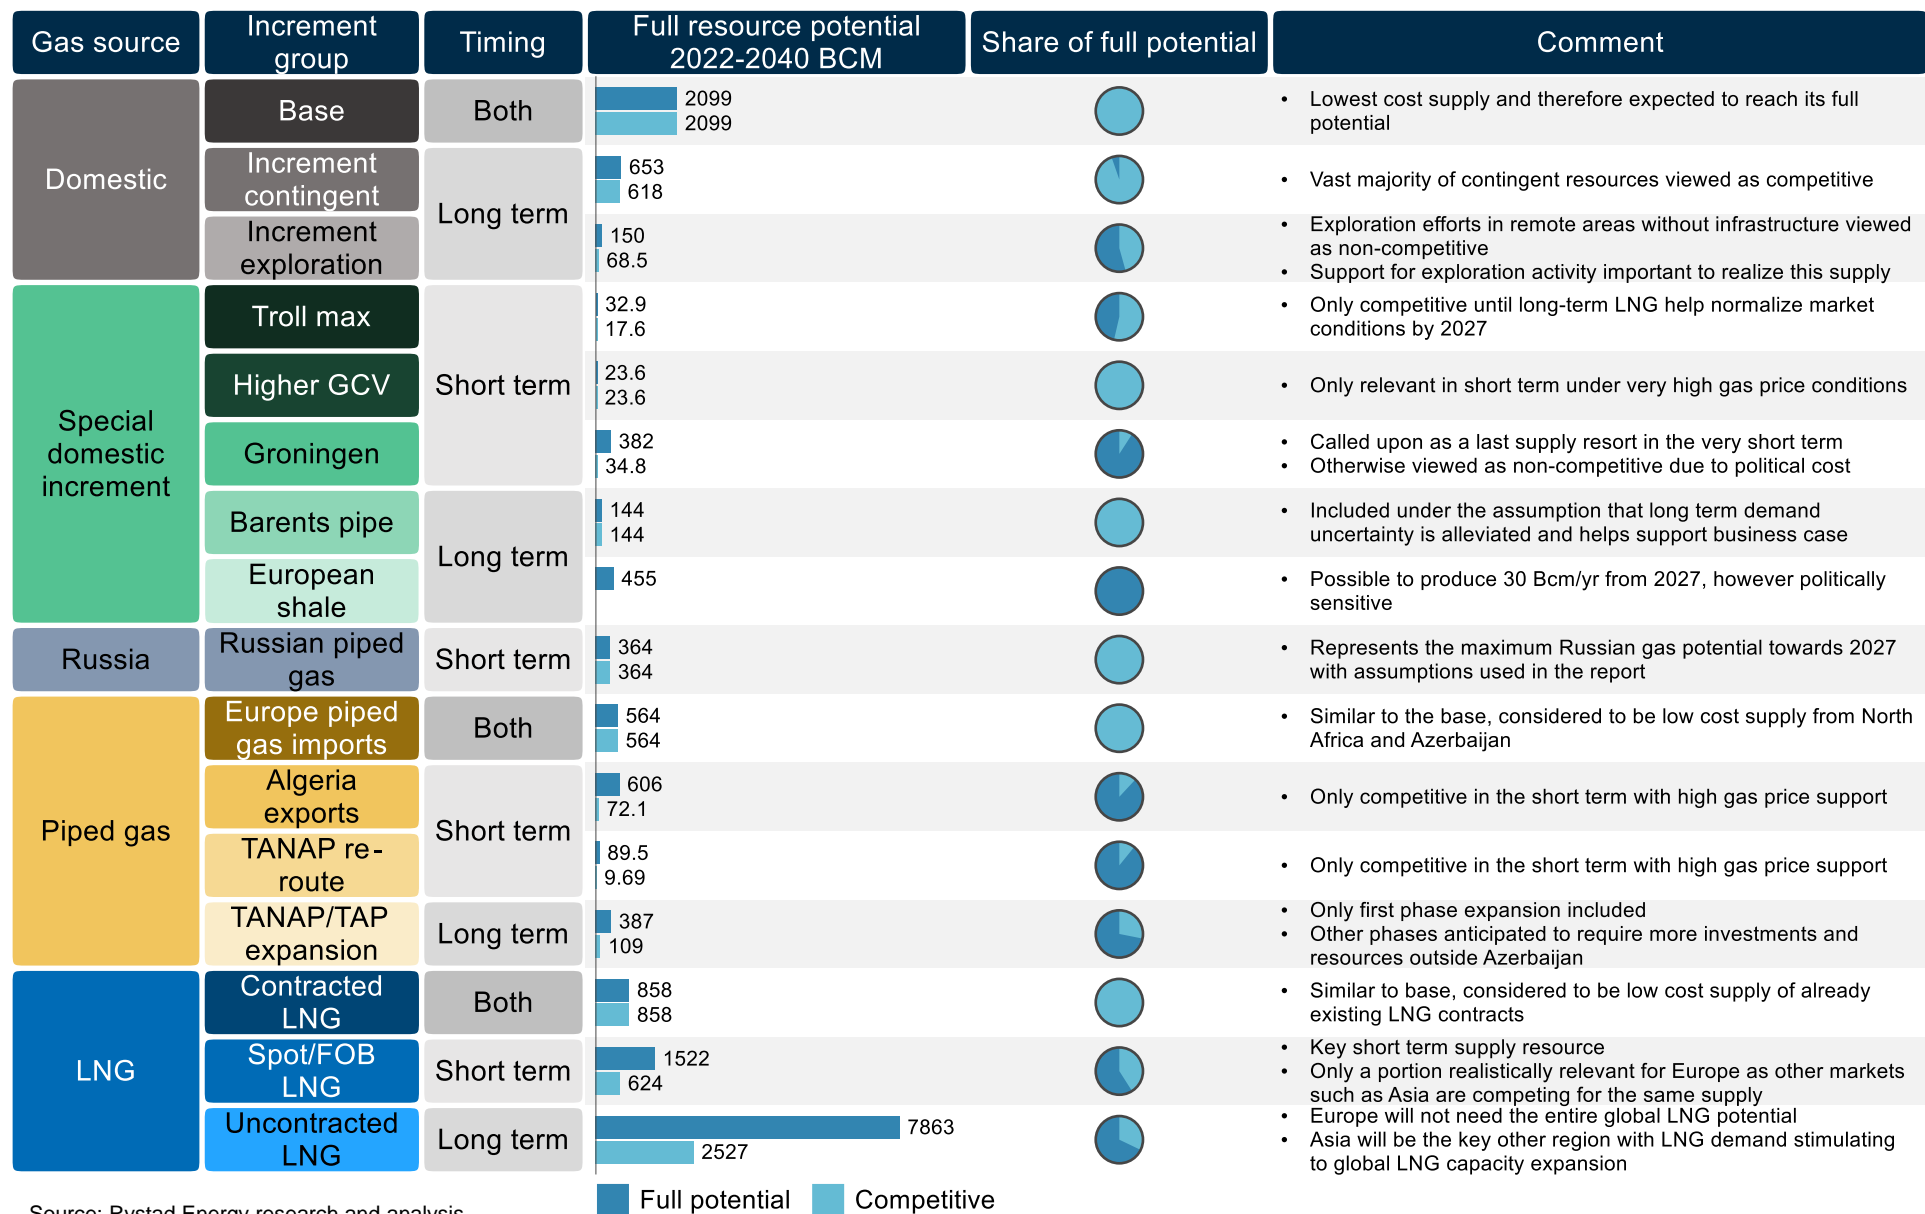 Gas source
Increment
group
Timing
Full resource potential
2022-2040 BCM
Share of full potential
Comment
Domestic
Base
Both
2099
2099
• Lowest cost supply and therefore expected to reach its full
potential
Increment
contingent
Long term
653
618
• Vast majority of contingent resources viewed as competitive
Increment
exploration
150
68.5
• Exploration efforts in remote areas without infrastructure viewed
as non-competitive
• Support for exploration activity important to realize this supply
Special
domestic
increment
Troll max
Short term
32.9
17.6
• Only competitive until long-term LNG help normalize market
conditions by 2027
Higher GCV
23.6
23.6
• Only relevant in short term under very high gas price conditions
Groningen
382
34.8
• Called upon as a last supply resort in the very short term
• Otherwise viewed as non-competitive due to political cost
Barents pipe
Long term
144
144
• Included under the assumption that long term demand
uncertainty is alleviated and helps support business case
European
shale
455
• Possible to produce 30 Bcm/yr from 2027, however politically
sensitive
Russia
Russian piped
gas
Short term
364
364
• Represents the maximum Russian gas potential towards 2027
with assumptions used in the report
Piped gas
Europe piped
gas imports
Both
564
564
• Similar to the base, considered to be low cost supply from North
Africa and Azerbaijan
Algeria
exports
Short term
606
72.1
• Only competitive in the short term with high gas price support
TANAP re-
route
89.5
9.69
• Only competitive in the short term with high gas price support
TANAP/TAP
expansion
Long term
387
109
• Only first phase expansion included
• Other phases anticipated to require more investments and
resources outside Azerbaijan
LNG
Contracted
LNG
Both
858
858
• Similar to base, considered to be low cost supply of already
existing LNG contracts
Spot/FOB
LNG
Short term
1522
624
• Key short term supply resource
• Only a portion realistically relevant for Europe as other markets
such as Asia are competing for the same supply
Uncontracted
LNG
Long term
7863
2527
• Europe will not need the entire global LNG potential
• Asia will be the key other region with LNG demand stimulating
to global LNG capacity expansion
Full potential
Competitive
Source: Rystad Energy research and analysis